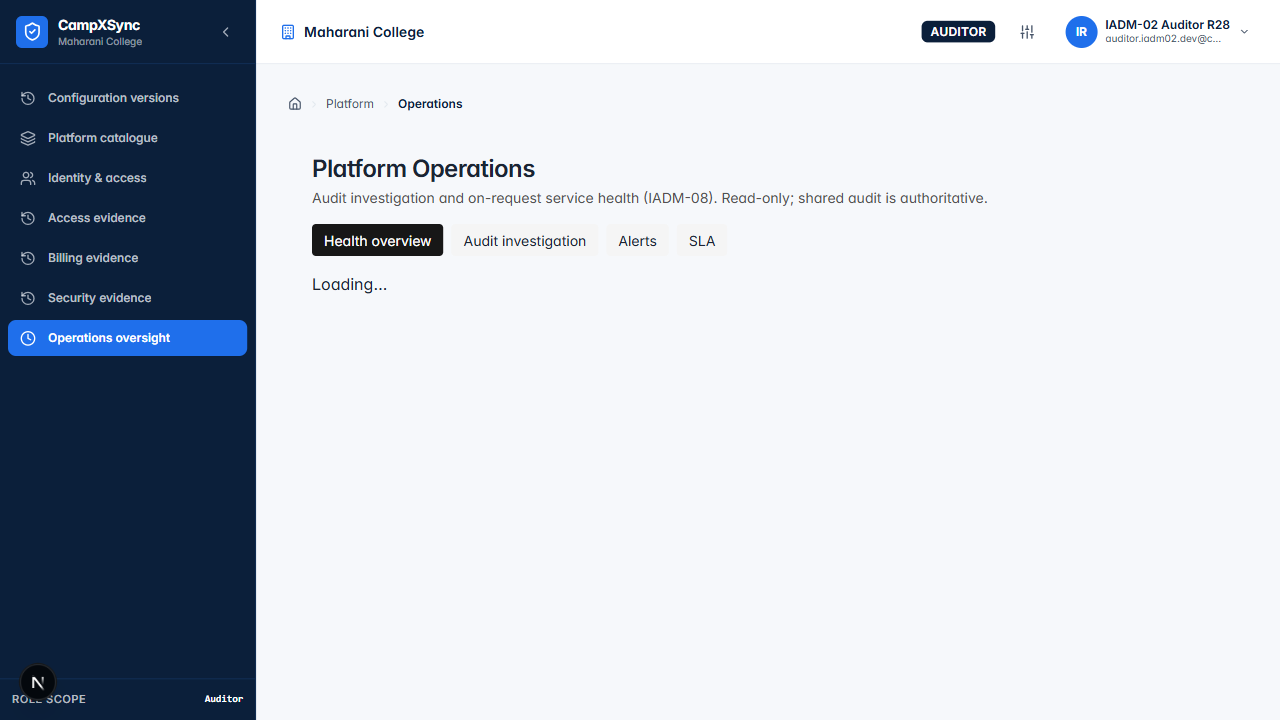 CampXSync
Maharani College
Configuration versions
Platform catalogue
Identity & access
Access evidence
Billing evidence
Security evidence
Operations oversight
N
ROLE SCOPE
Auditor
Maharani College
AUDITOR
IR
IADM-02 Auditor R28
auditor.iadm02.dev@c...
Platform
Operations
Platform Operations
Audit investigation and on-request service health (IADM-08). Read-only; shared audit is authoritative.
Health overview
Audit investigation
Alerts
SLA
Loading...